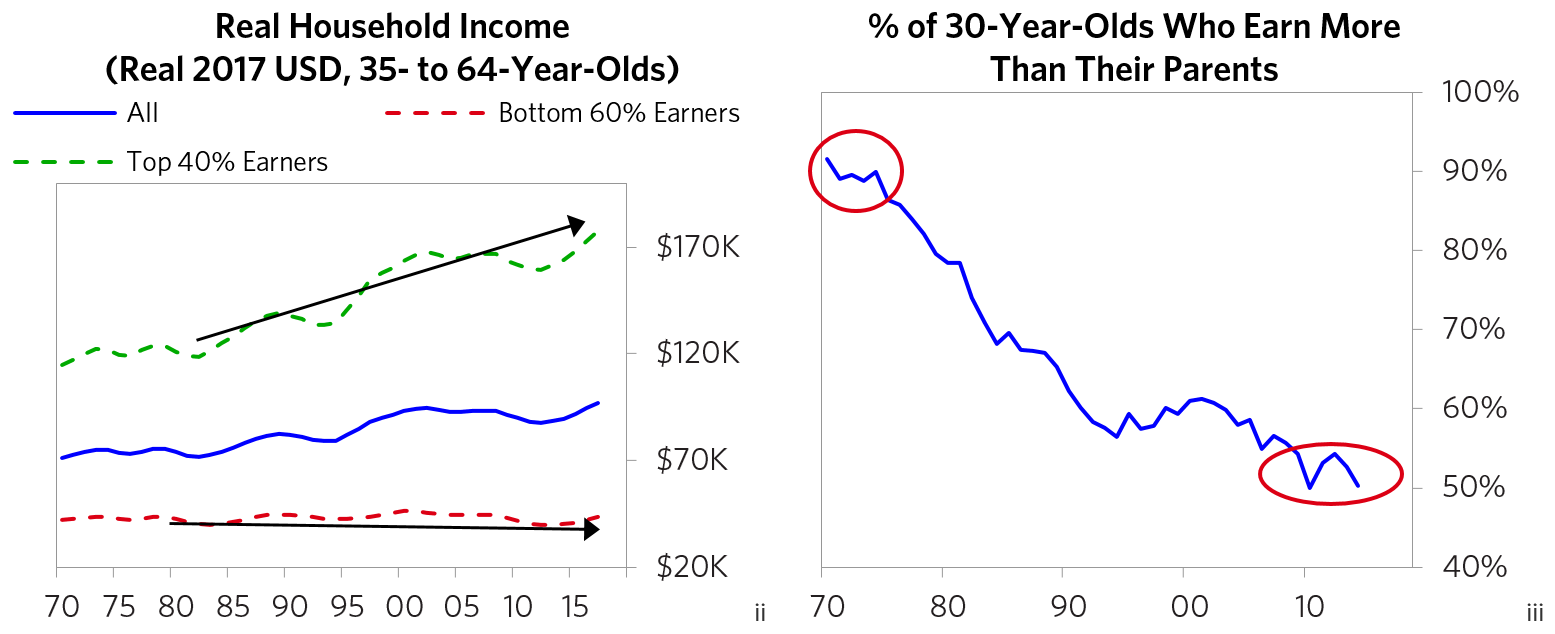 Real Household Income
(Real 2017 USD, 35- to 64-Year-Olds)
All
Bottom 60% Earners
Top 40% Earners
$170K
$120K
$70K
$20K
70 75 80 85 90 95 00 05 10 15
ii
% of 30-Year-Olds Who Earn More
Than Their Parents
100%
90%
80%
70%
60%
50%
40%
70 80 90 00 10
iii